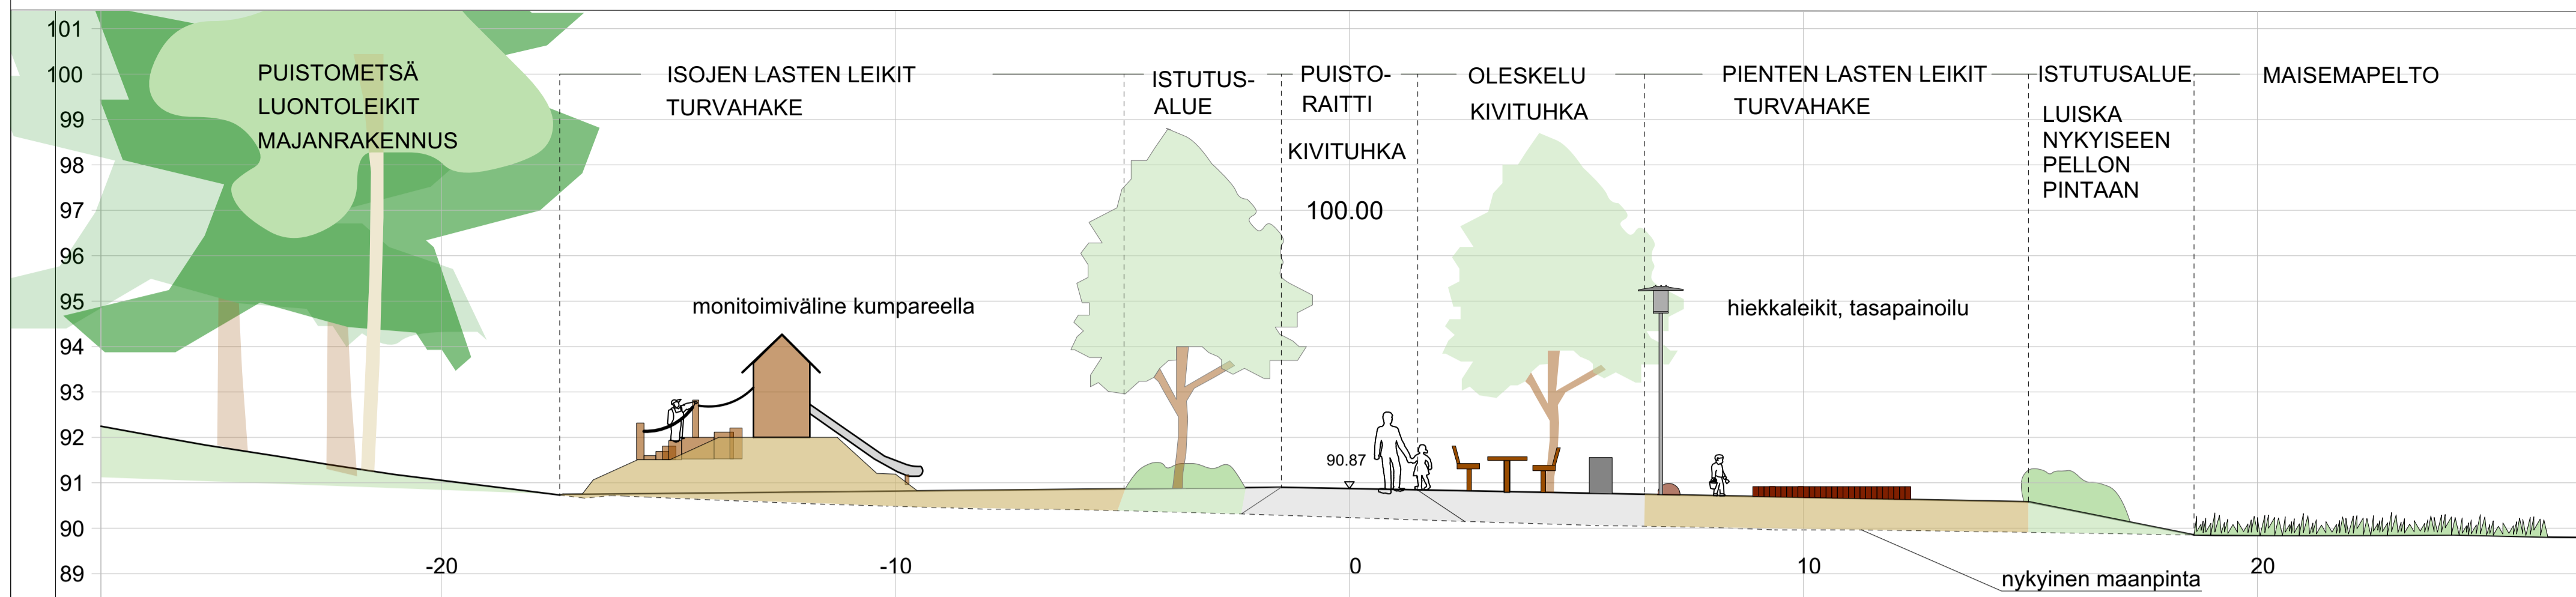 101
100
99
98
97
96
95
94
93
92
91
90
89
PUISTOMETSÄ
LUONTOLEIKIT
MAJANRAKENNUS
ISOJEN LASTEN LEIKIT
TURVAHAKE
monitoimiväline kumpareella
ISTUTUS-
ALUE
PUISTO-
RAITTI
KIVITUHKA
100.00
90.87
OLESKELU
KIVITUHKA
PIENTEN LASTEN LEIKIT
TURVAHAKE
hiekkaleikit, tasapainoilu
ISTUTUSALUE
LUISKA
NYKYISEEN
PELLON
PINTAAN
MAISEMAPELTO
-20
-10
0
10
20
nykyinen maanpinta